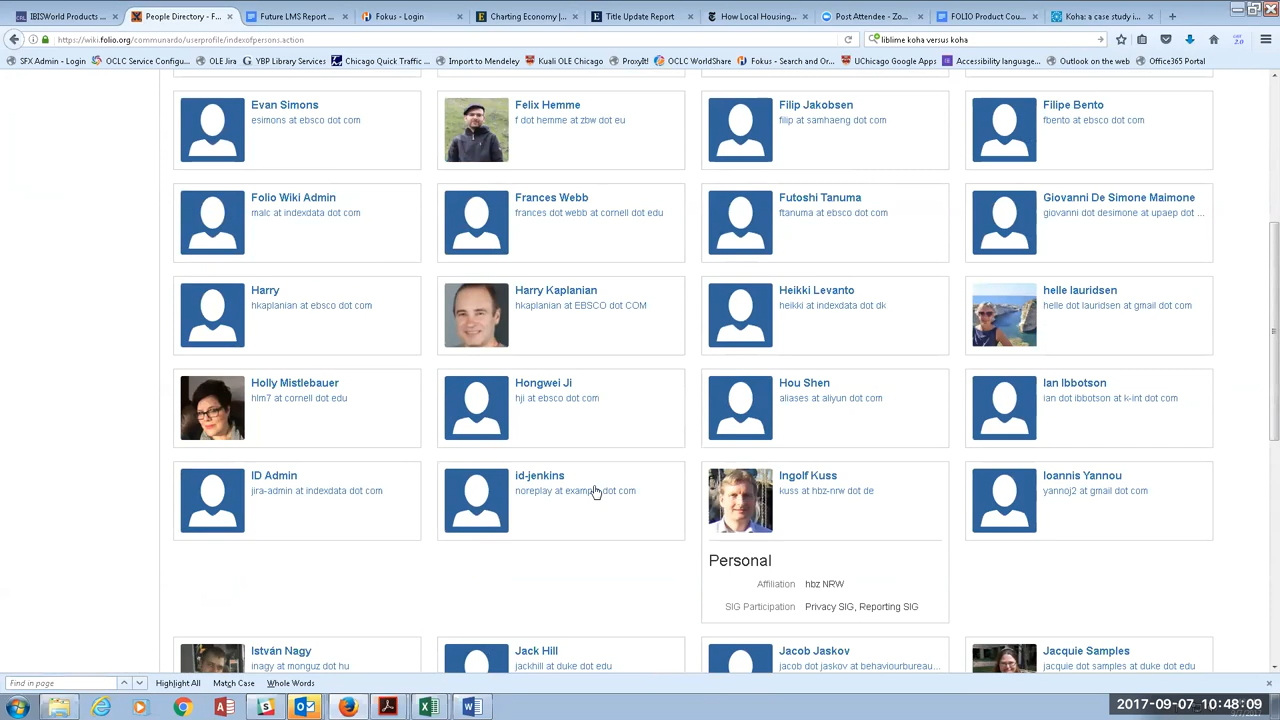 IBISWorld Products ...
People Directory - F...
Future LMS Report ...
Fokus - Login
Charting Economy |...
Title Update Report
How Local Housing...
Post Attendee - Zo...
FOLIO Product Cou...
Koha: a case study i...
https://wiki.folio.org/communardo/userprofile/indexofpersons.action
liblime koha versus koha
SFX Admin - Login
OCLC Service Configu...
OLE Jira
YBP Library Services
Chicago Quick Traffic ...
Import to Mendeley
Kuali OLE Chicago
ProxyIt!
OCLC WorldShare
Fokus - Search and Or...
UChicago Google Apps
Accessibility language...
Outlook on the web
Office365 Portal
Evan Simons
esimons at ebsco dot com
Felix Hemme
f dot hemme at zbw dot eu
Filip Jakobsen
filip at samhaeng dot com
Filipe Bento
fbento at ebsco dot com
Folio Wiki Admin
malc at indexdata dot com
Frances Webb
frances dot webb at cornell dot edu
Futoshi Tanuma
ftanuma at ebsco dot com
Giovanni De Simone Maimone
giovanni dot desimone at upaep dot ...
Harry
hkaplanian at ebsco dot com
Harry Kaplanian
hkaplanian at EBSCO dot COM
Heikki Levanto
heikki at indexdata dot dk
helle lauridsen
helle dot lauridsen at gmail dot com
Holly Mistlebauer
hlm7 at cornell dot edu
Hongwei Ji
hji at ebsco dot com
Hou Shen
aliases at aliyun dot com
Ian Ibbotson
ian dot ibbotson at k-int dot com
ID Admin
jira-admin at indexdata dot com
id-jenkins
noreplay at example dot com
Ingolf Kuss
kuss at hbz-nrw dot de
Ioannis Yannou
yannoj2 at gmail dot com
Personal
Affiliation hbz NRW
SIG Participation Privacy SIG, Reporting SIG
István Nagy
inagy at monguz dot hu
Jack Hill
jackhill at duke dot edu
Jacob Jaskov
jacob dot jaskov at behaviourbureau...
Jacquie Samples
jacquie dot samples at duke dot edu
Find in page
Highlight All
Match Case
Whole Words
2017-09-07 10:48:09